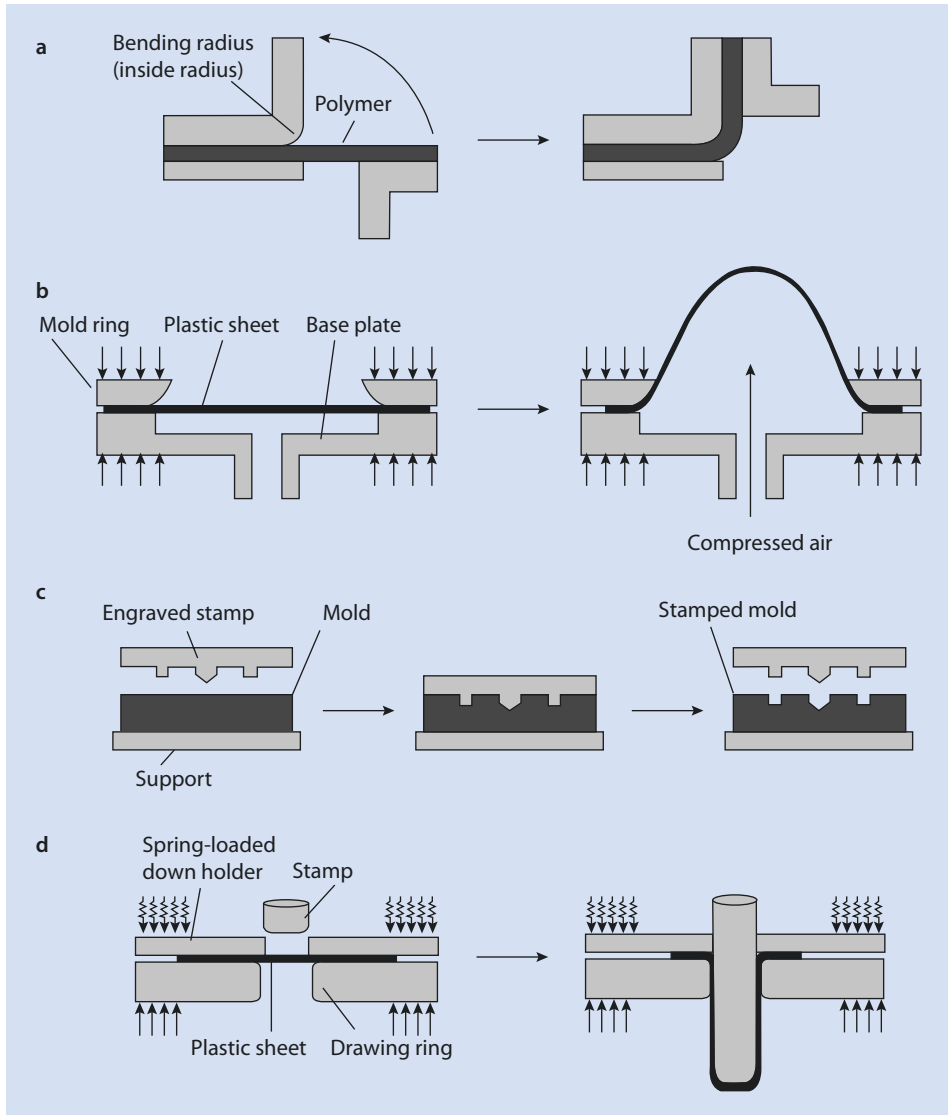 a
Bending radius
(inside radius)
Polymer
b
Mold ring
Plastic sheet
Base plate
Compressed air
c
Engraved stamp
Mold
Stamped mold
Support
d
Spring-loaded
down holder
Stamp
Plastic sheet
Drawing ring